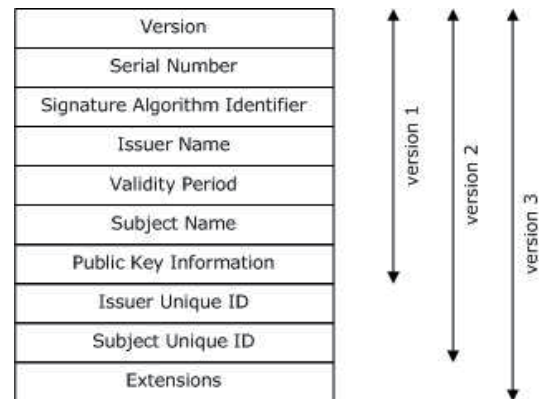 Version
Serial Number
Signature Algorithm Identifier
Issuer Name
Validity Period
Subject Name
Public Key Information
Issuer Unique ID
Subject Unique ID
Extensions
version 1
version 2
version 3